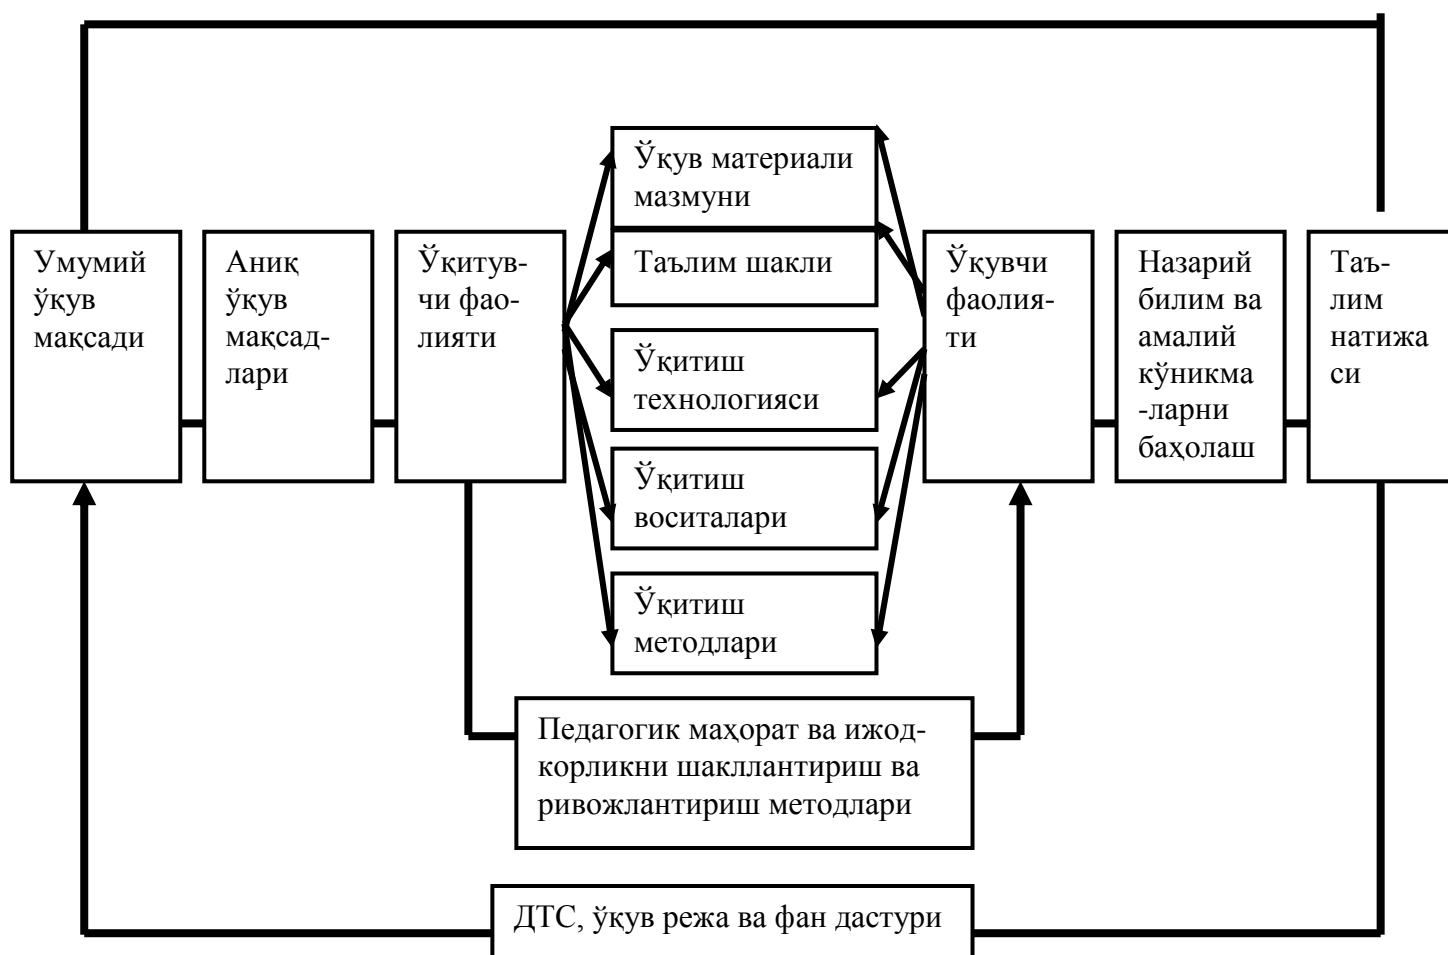 Умумий
ўқув
мақсади
Аниқ
ўқув
мақсад-
лари
Ўқитув-
чи фао-
лияти
Ўқув материали
мазмуни
Таълим шакли
Ўқитиш
технологияси
Ўқитиш
воситалари
Ўқитиш
методлари
Ўқувчи
фаолия-
ти
Назарий
билим ва
амалий
кўникма
-ларни
баҳолаш
Таъ-
лим
натижа
си
Педагогик маҳорат ва ижод-
корликни шакллантириш ва
ривожлантириш методлари
ДТС, ўқув режа ва фан дастури